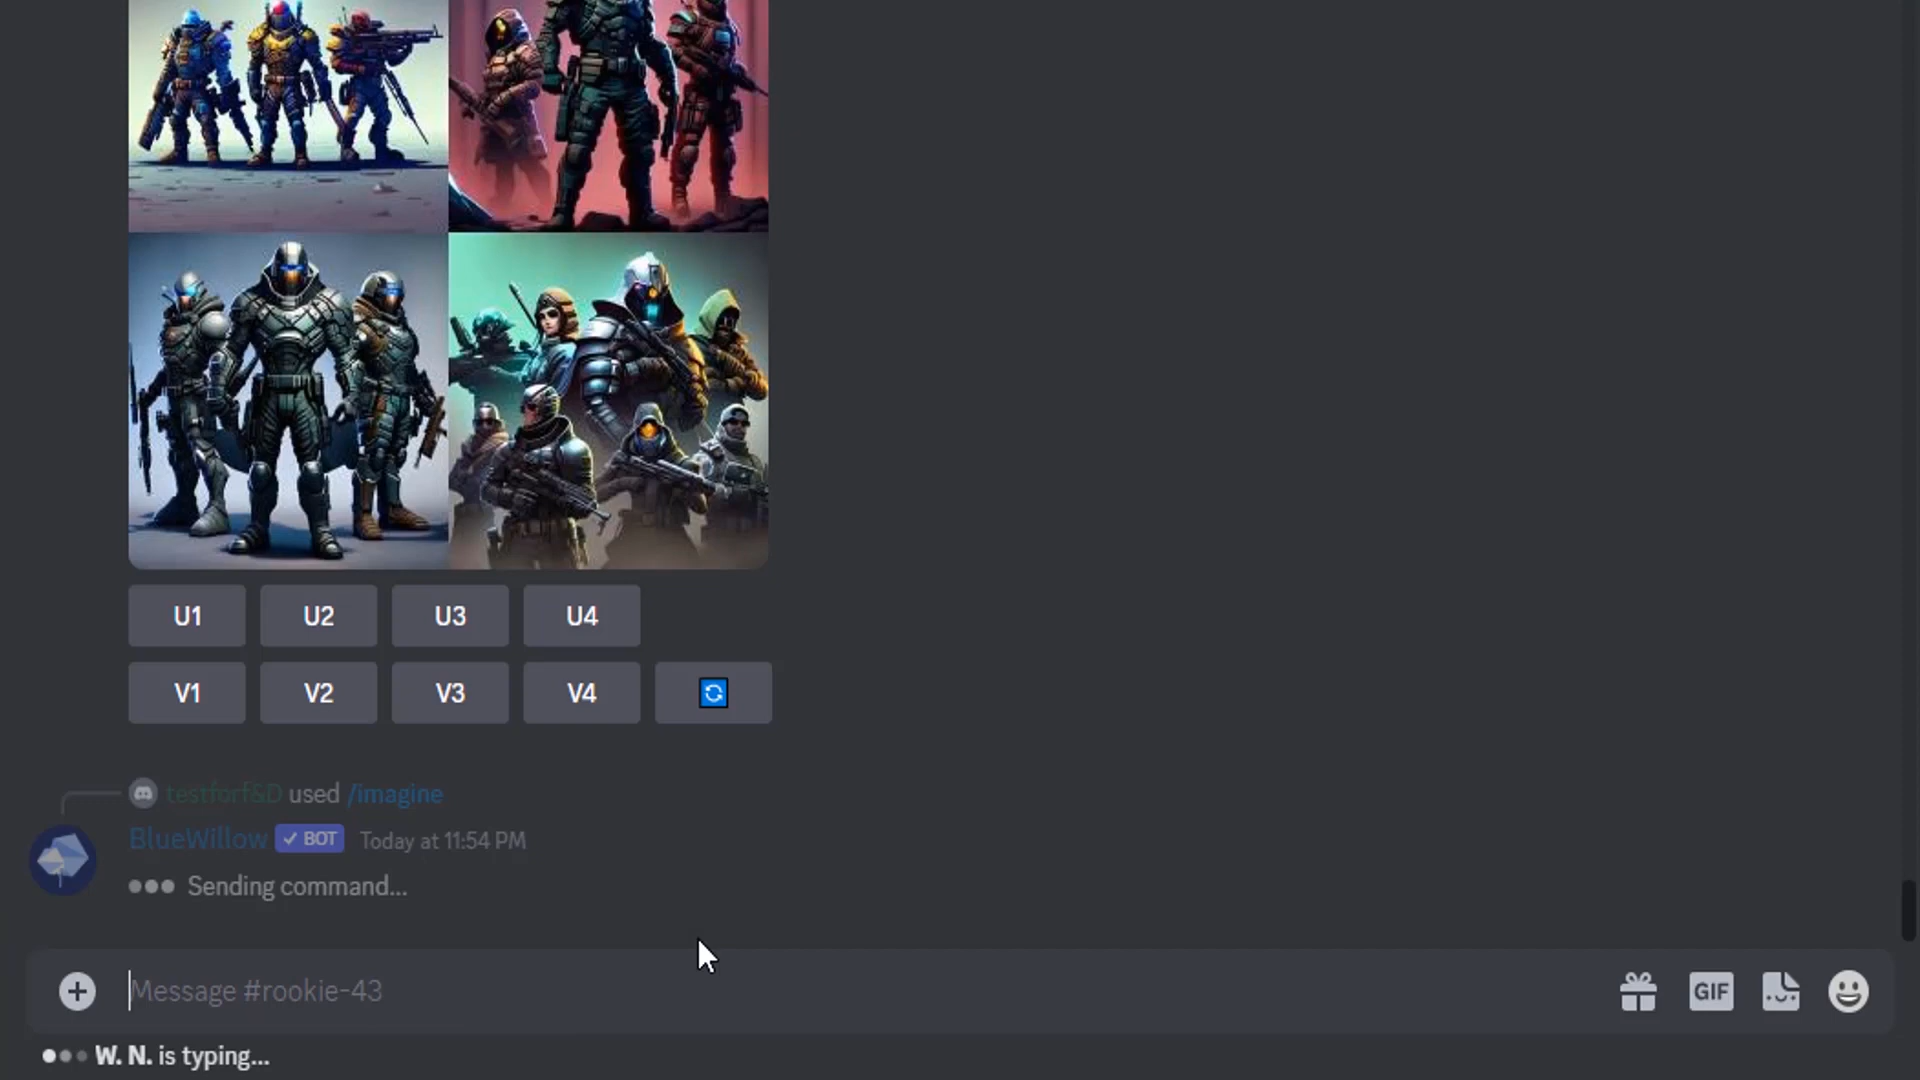 U1 U2 U3 U4
V1 V2 V3 V4
testforf&D used /imagine
BlueWillow ✓ BOT Today at 11:54 PM
Sending command...
Message #rookie-43
GIF
W. N. is typing...